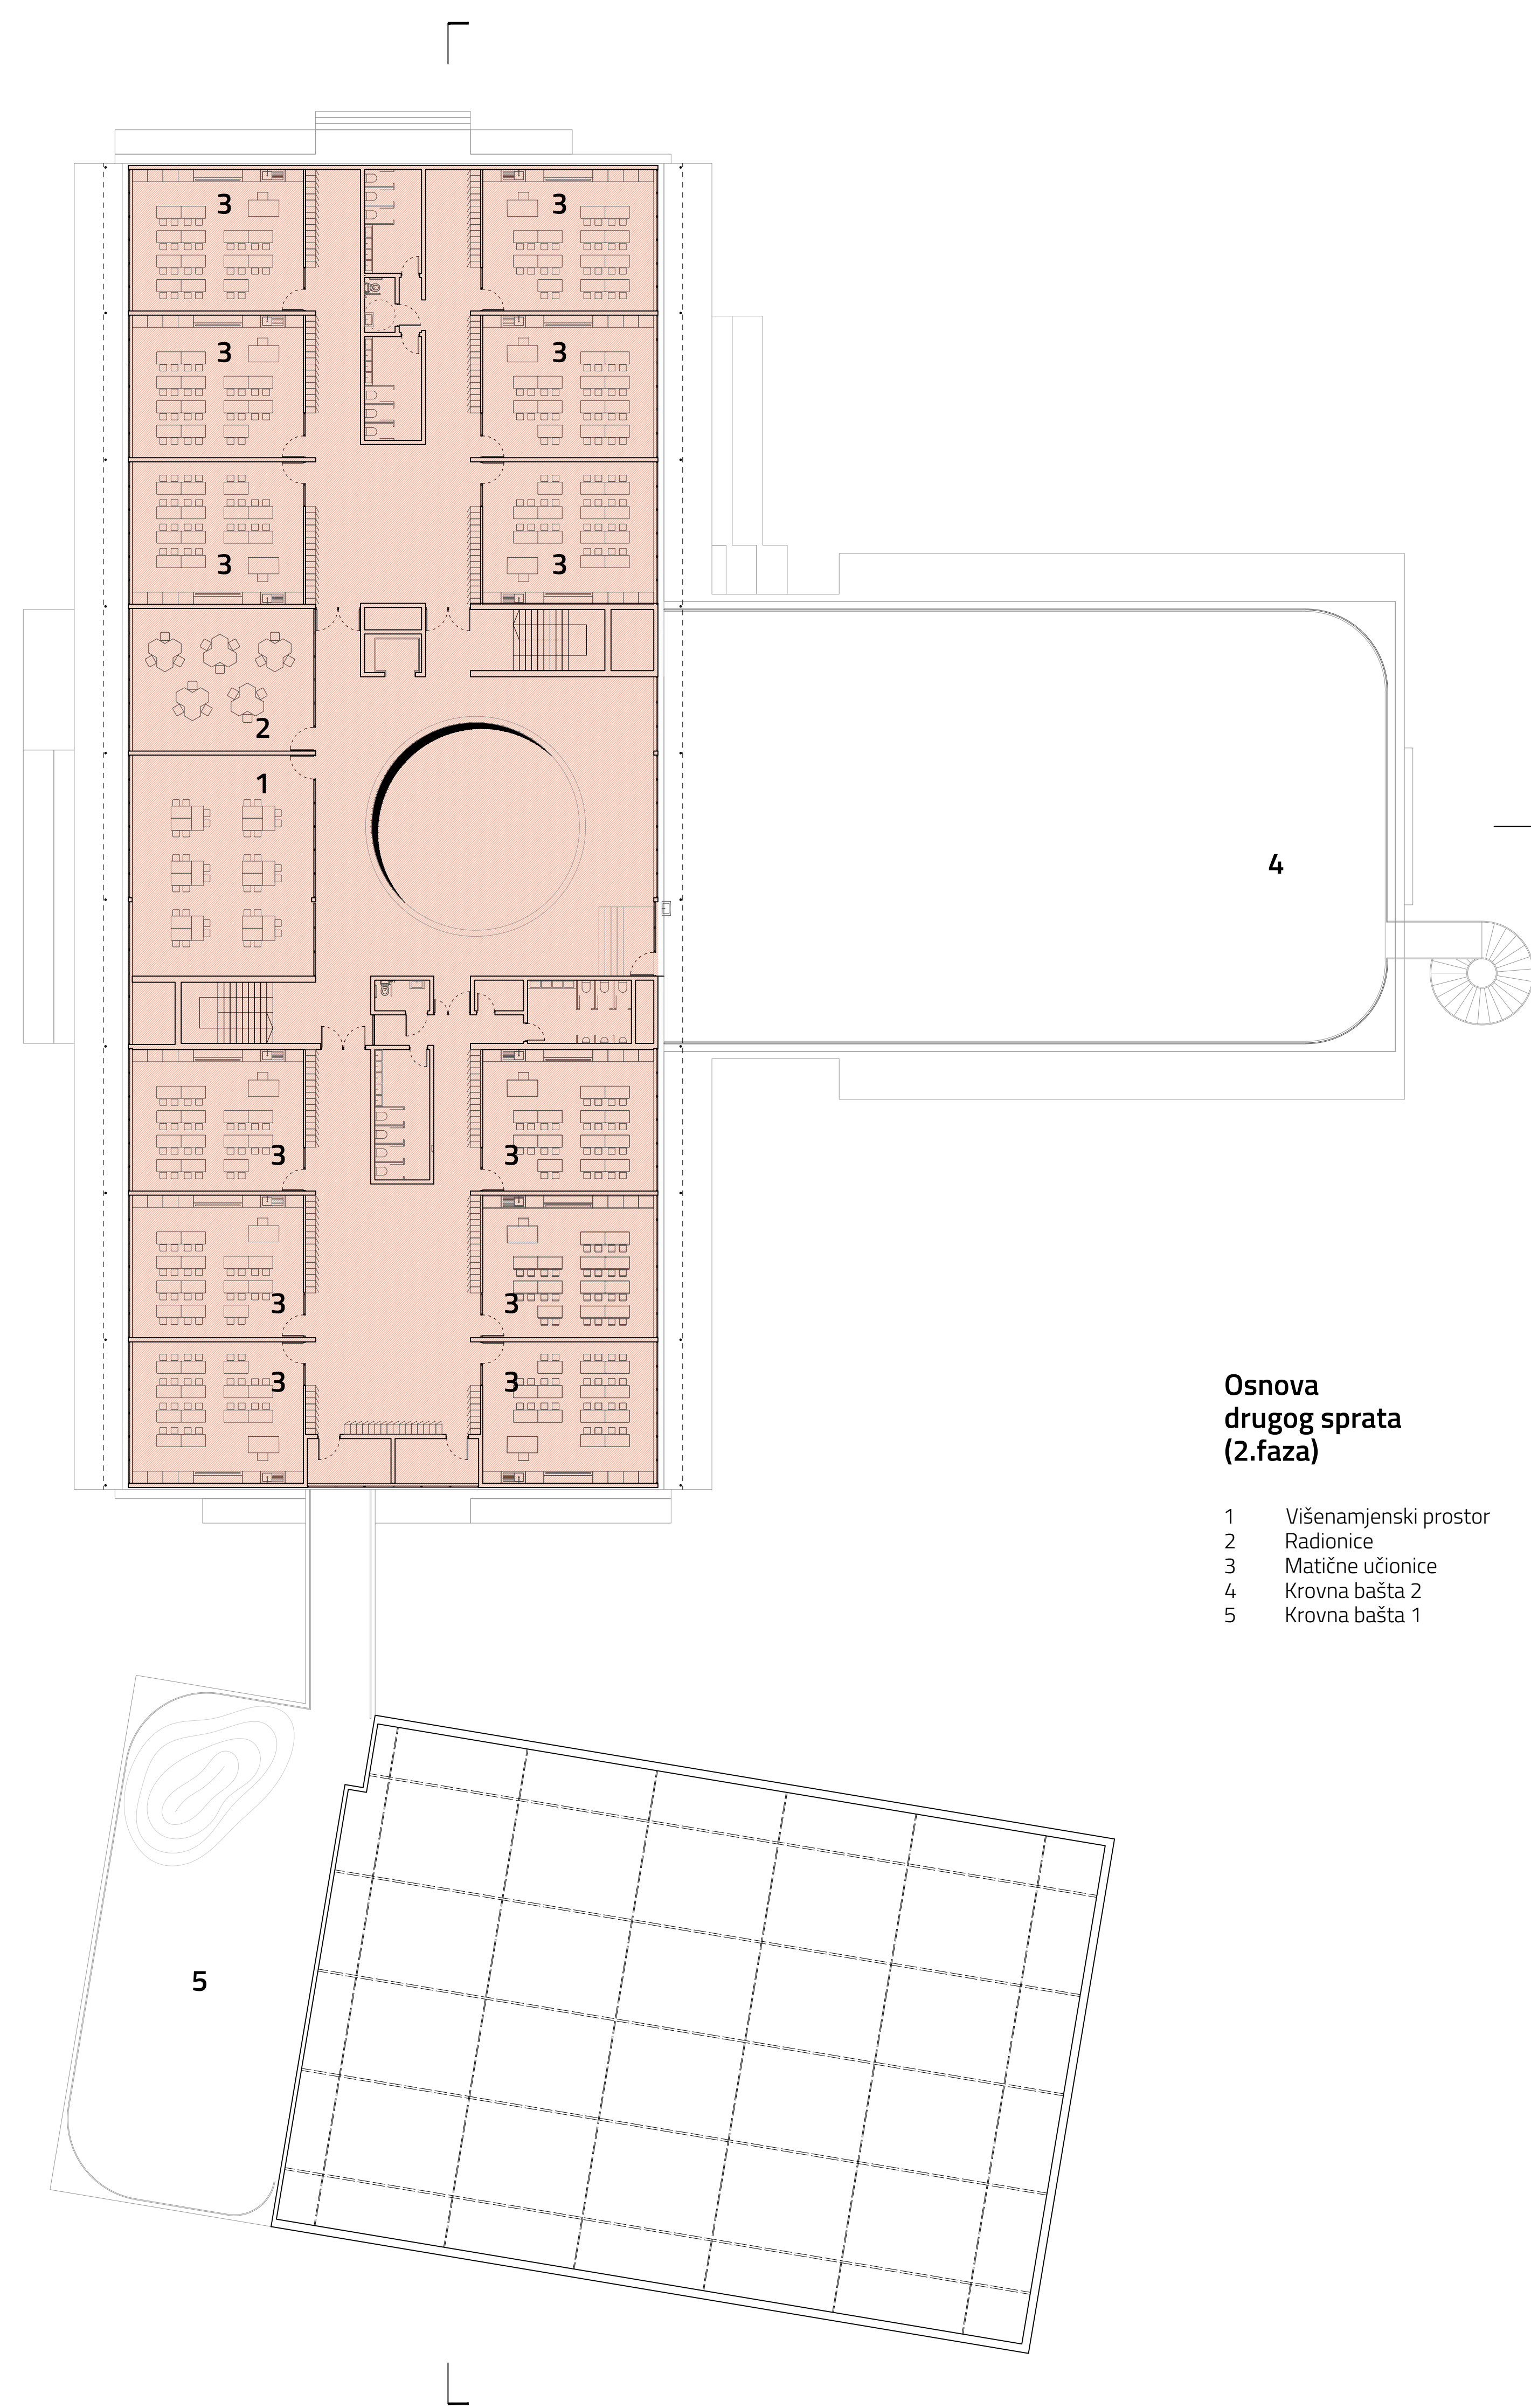 3 3
3 3
3 3
2
1
4
3 3
3 3
3 3
Osnova
drugog sprata
(2.faza)
1 Višenamjenski prostor
2 Radionice
3 Matične učionice
4 Krovna bašta 2
5 Krovna bašta 1
5